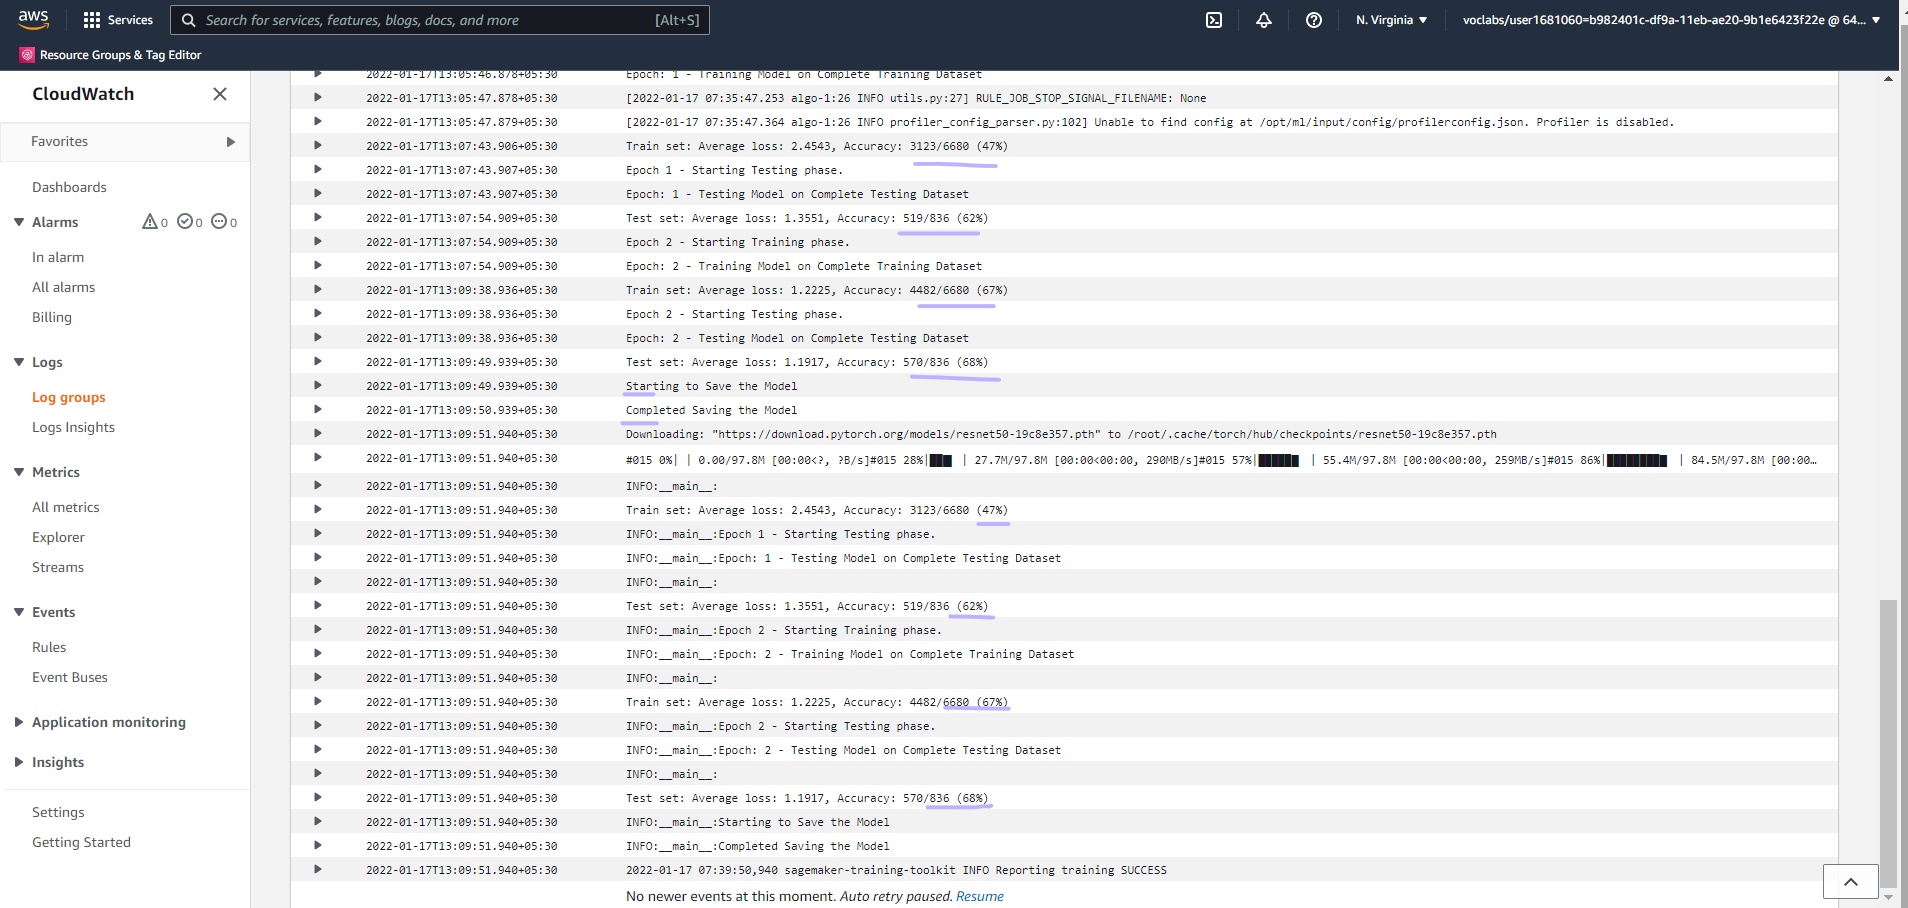 aws Services Search for services, features, blogs, docs, and more [Alt+S] N. Virginia voclabs/user1681060=b982401c-df9a-11eb-ae20-9b1e6423f22e @ 64...
Resource Groups & Tag Editor
CloudWatch
Favorites
Dashboards
Alarms 0 0 0
In alarm
All alarms
Billing
Logs
Log groups
Logs Insights
Metrics
All metrics
Explorer
Streams
Events
Rules
Event Buses
Application monitoring
Insights
Settings
Getting Started
2022-01-17T13:05:46.878+05:30 Epoch: 1 - Training Model on Complete Training Dataset
2022-01-17T13:05:47.878+05:30 [2022-01-17 07:35:47.253 algo-1:26 INFO utils.py:27] RULE_JOB_STOP_SIGNAL_FILENAME: None
2022-01-17T13:05:47.879+05:30 [2022-01-17 07:35:47.364 algo-1:26 INFO profiler_config_parser.py:102] Unable to find config at /opt/ml/input/config/profilerconfig.json. Profiler is disabled.
2022-01-17T13:07:43.906+05:30 Train set: Average loss: 2.4543, Accuracy: 3123/6680 (47%)
2022-01-17T13:07:43.907+05:30 Epoch 1 - Starting Testing phase.
2022-01-17T13:07:43.907+05:30 Epoch: 1 - Testing Model on Complete Testing Dataset
2022-01-17T13:07:54.909+05:30 Test set: Average loss: 1.3551, Accuracy: 519/836 (62%)
2022-01-17T13:07:54.909+05:30 Epoch 2 - Starting Training phase.
2022-01-17T13:07:54.909+05:30 Epoch: 2 - Training Model on Complete Training Dataset
2022-01-17T13:09:38.936+05:30 Train set: Average loss: 1.2225, Accuracy: 4482/6680 (67%)
2022-01-17T13:09:38.936+05:30 Epoch 2 - Starting Testing phase.
2022-01-17T13:09:38.936+05:30 Epoch: 2 - Testing Model on Complete Testing Dataset
2022-01-17T13:09:49.939+05:30 Test set: Average loss: 1.1917, Accuracy: 570/836 (68%)
2022-01-17T13:09:49.939+05:30 Starting to Save the Model
2022-01-17T13:09:50.939+05:30 Completed Saving the Model
2022-01-17T13:09:51.940+05:30 Downloading: "https://download.pytorch.org/models/resnet50-19c8e357.pth" to /root/.cache/torch/hub/checkpoints/resnet50-19c8e357.pth
2022-01-17T13:09:51.940+05:30 #015 0%| | 0.00/97.8M [00:00<?, ?B/s]#015 28%|██▊ | 27.7M/97.8M [00:00<00:00, 290MB/s]#015 57%|█████▋ | 55.4M/97.8M [00:00<00:00, 259MB/s]#015 86%|████████▋ | 84.5M/97.8M [00:00...
2022-01-17T13:09:51.940+05:30 INFO:__main__:
2022-01-17T13:09:51.940+05:30 Train set: Average loss: 2.4543, Accuracy: 3123/6680 (47%)
2022-01-17T13:09:51.940+05:30 INFO:__main__:Epoch 1 - Starting Testing phase.
2022-01-17T13:09:51.940+05:30 INFO:__main__:Epoch: 1 - Testing Model on Complete Testing Dataset
2022-01-17T13:09:51.940+05:30 INFO:__main__:
2022-01-17T13:09:51.940+05:30 Test set: Average loss: 1.3551, Accuracy: 519/836 (62%)
2022-01-17T13:09:51.940+05:30 INFO:__main__:Epoch 2 - Starting Training phase.
2022-01-17T13:09:51.940+05:30 INFO:__main__:Epoch: 2 - Training Model on Complete Training Dataset
2022-01-17T13:09:51.940+05:30 INFO:__main__:
2022-01-17T13:09:51.940+05:30 Train set: Average loss: 1.2225, Accuracy: 4482/6680 (67%)
2022-01-17T13:09:51.940+05:30 INFO:__main__:Epoch 2 - Starting Testing phase.
2022-01-17T13:09:51.940+05:30 INFO:__main__:Epoch: 2 - Testing Model on Complete Testing Dataset
2022-01-17T13:09:51.940+05:30 INFO:__main__:
2022-01-17T13:09:51.940+05:30 Test set: Average loss: 1.1917, Accuracy: 570/836 (68%)
2022-01-17T13:09:51.940+05:30 INFO:__main__:Starting to Save the Model
2022-01-17T13:09:51.940+05:30 INFO:__main__:Completed Saving the Model
2022-01-17T13:09:51.940+05:30 2022-01-17 07:39:50,940 sagemaker-training-toolkit INFO Reporting training SUCCESS
No newer events at this moment. Auto retry paused. Resume